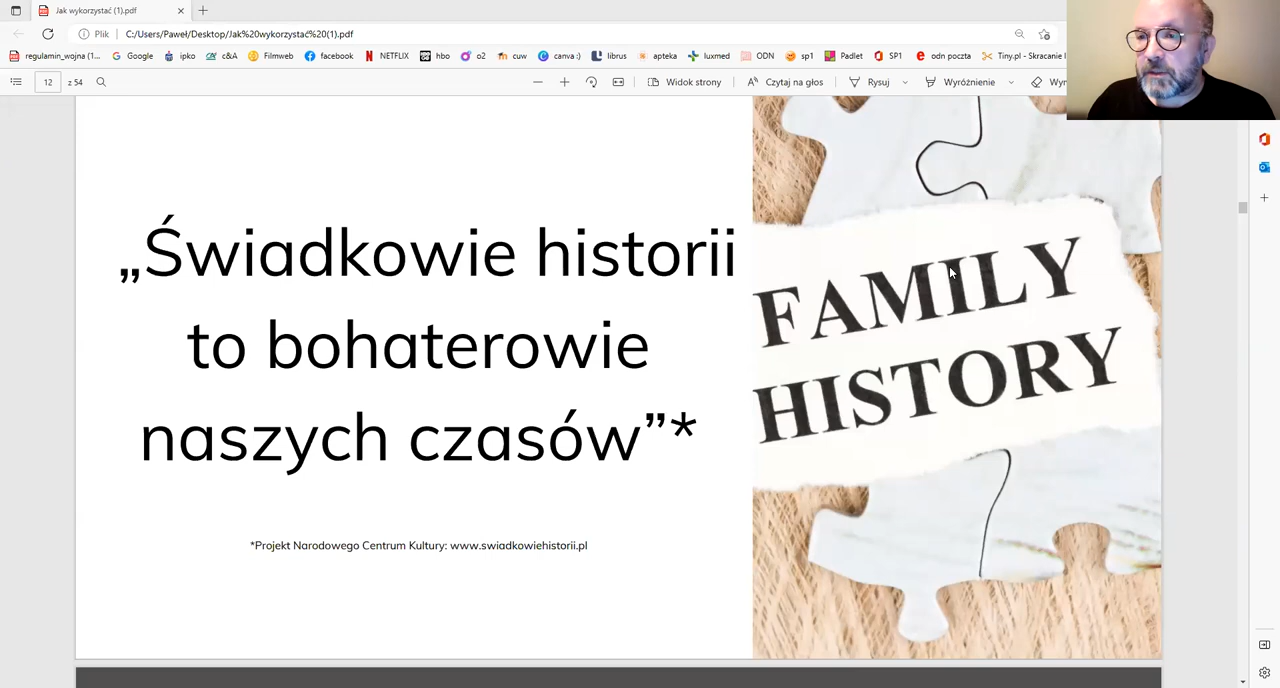 Jak wykorzystać (1).pdf
Plik
C:/Users/Paweł/Desktop/Jak%20wykorzystać%20(1).pdf
regulamin_wojna (1...
Google
ipko
c&A
Filmweb
facebook
NETFLIX
hbo
o2
cuw
canva :)
librus
apteka
luxmed
ODN
sp1
Padlet
SP1
odn poczta
Tiny.pl - Skracanie l
12 z 54
Widok strony
Czytaj na głos
Rysuj
Wyróżnienie
„Świadkowie historii
to bohaterowie
naszych czasów”*
*Projekt Narodowego Centrum Kultury: www.swiadkowiehistorii.pl
FAMILY
HISTORY